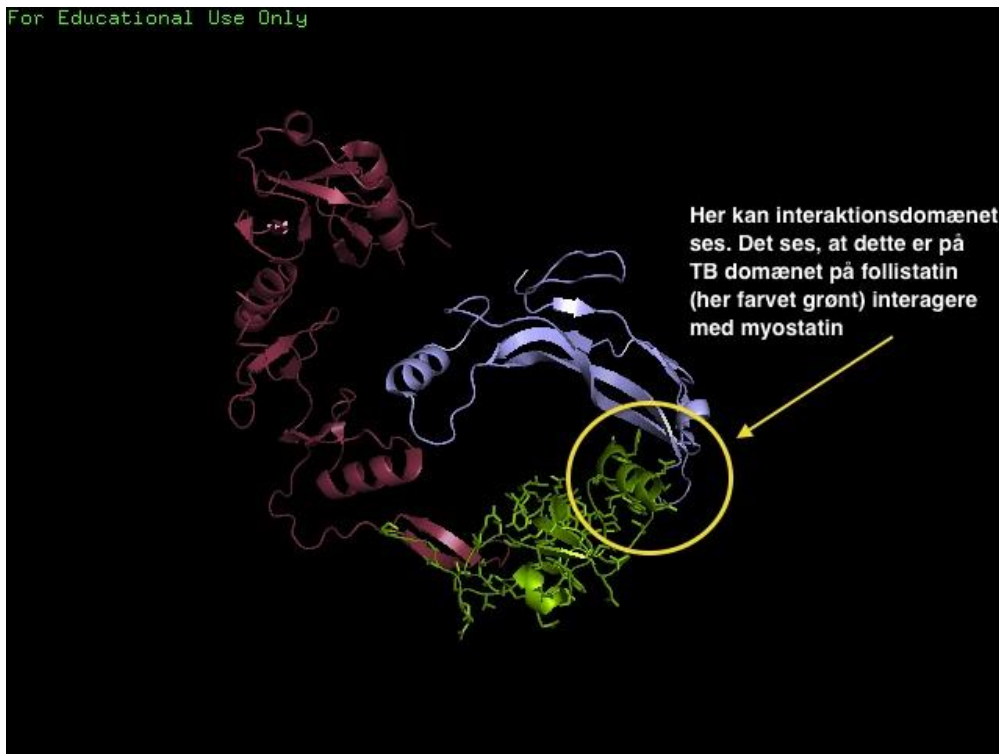 For Educational Use Only
Her kan interaktionsdomænet
ses. Det ses, at dette er på
TB domænet på follistatin
(her farvet grønt) interagere
med myostatin